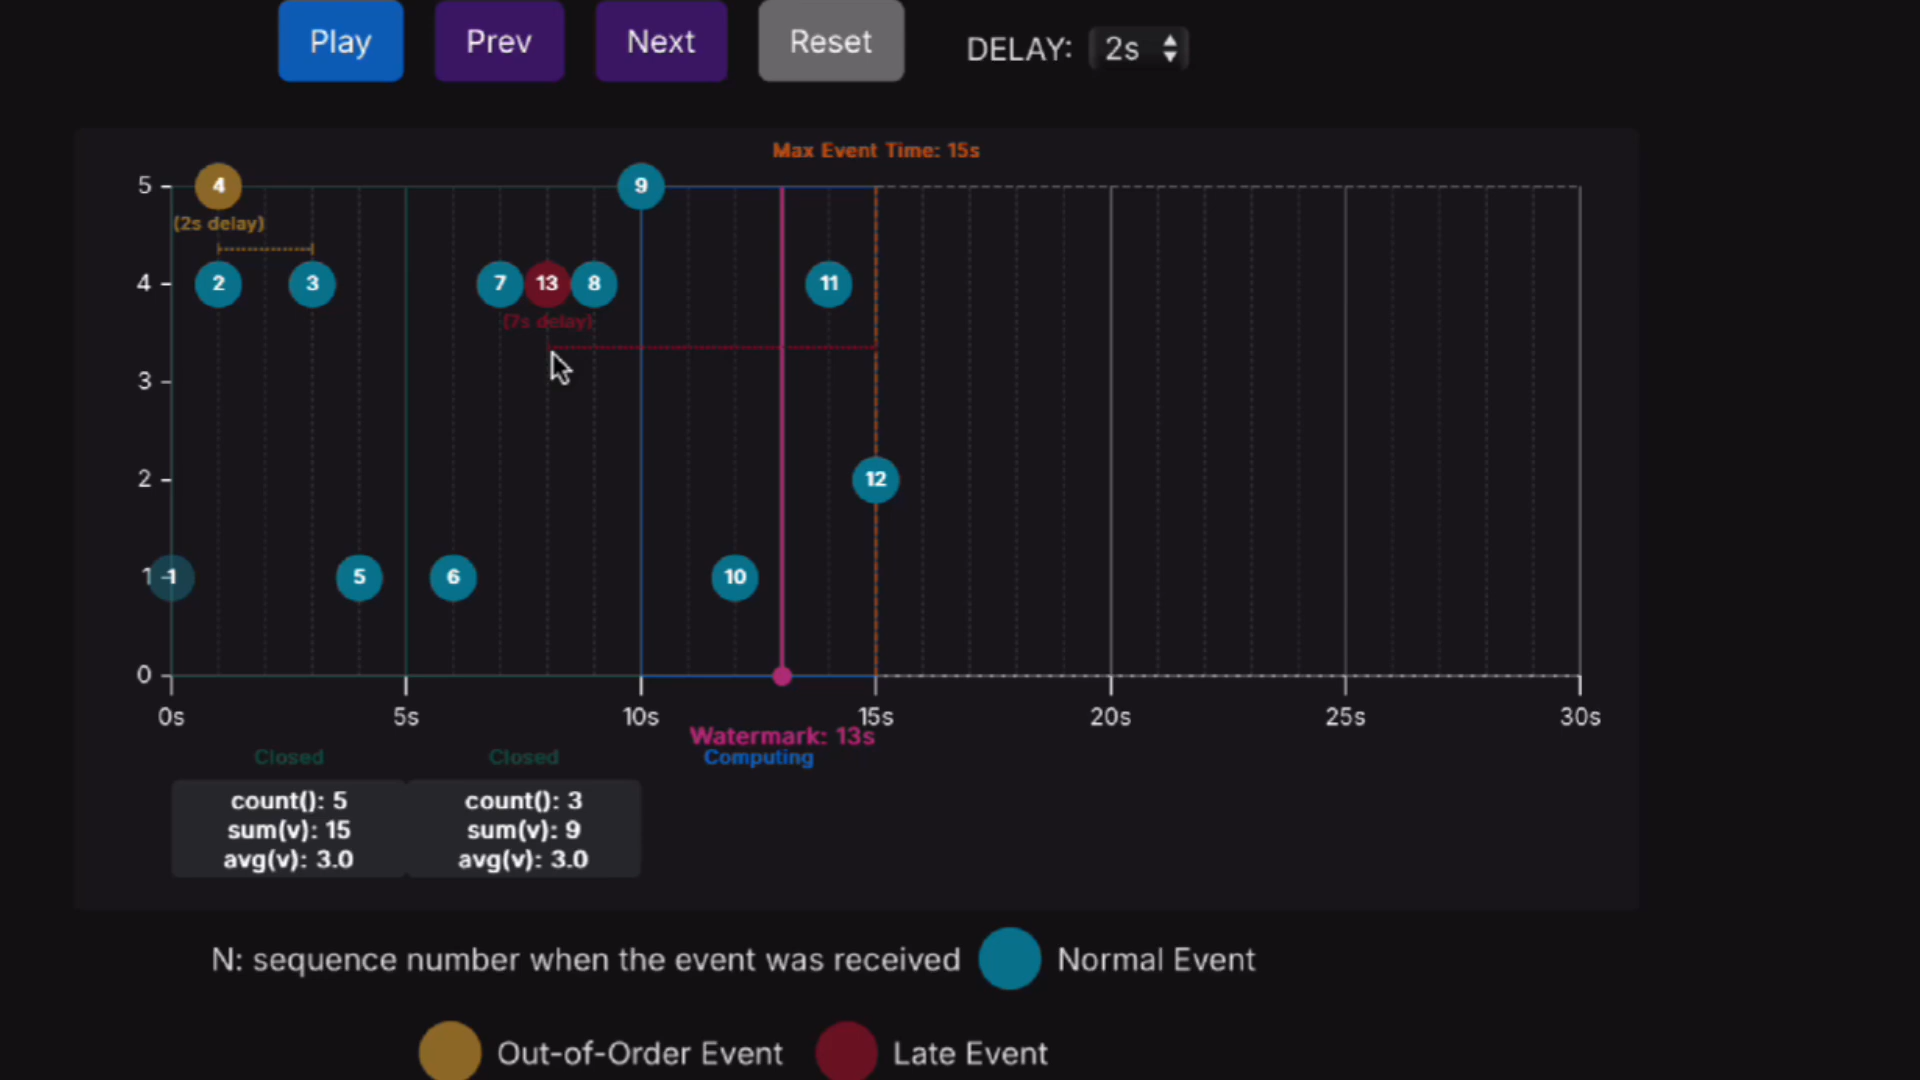 Play Prev Next Reset DELAY: 2s
Max Event Time: 15s
5 4 9
(2s delay)
4 2 3 7 13 8 11
(7s delay)
3
2 12
1 1 5 6 10
0
0s 5s 10s 15s 20s 25s 30s
Watermark: 13s
Closed Closed Computing
count(): 5 count(): 3
sum(v): 15 sum(v): 9
avg(v): 3.0 avg(v): 3.0
N: sequence number when the event was received Normal Event
Out-of-Order Event Late Event